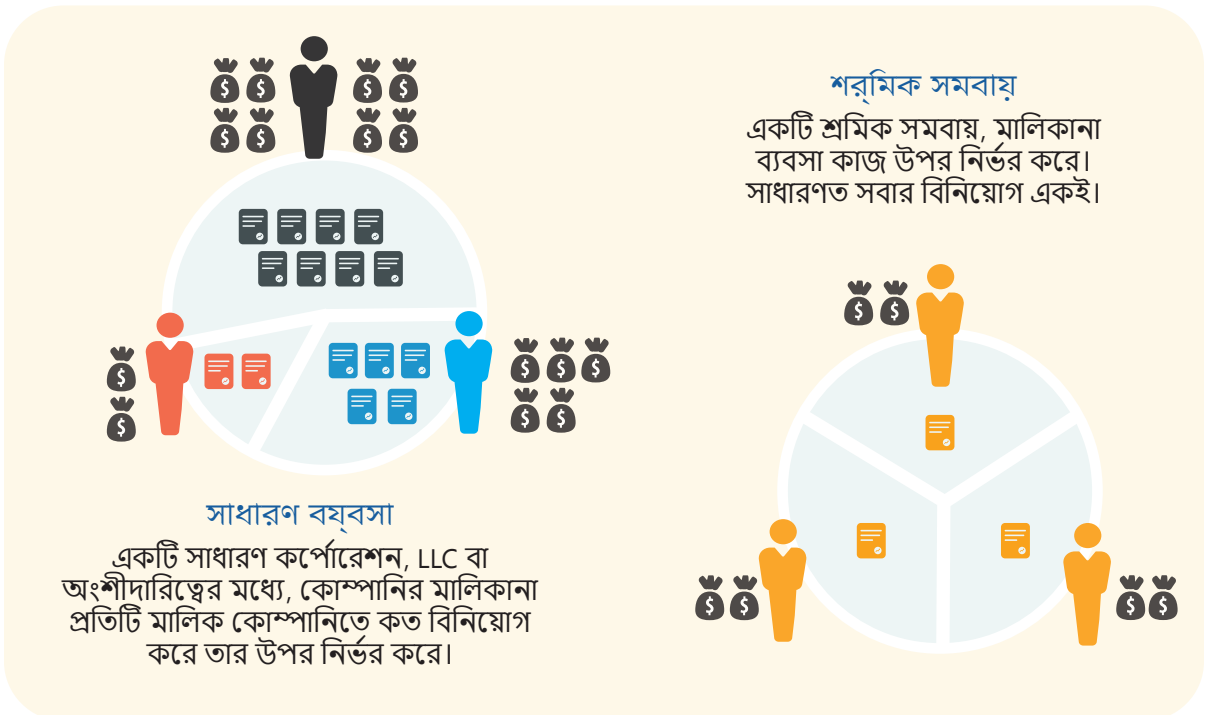 শর্‌মিক সমবায়
একটি শ্রমিক সমবায়, মালিকানা
ব্যবসা কাজ উপর নির্ভর করে।
সাধারণত সবার বিনিয়োগ একই।
সাধারণ বয্‌বসা
একটি সাধারণ কর্পোরেশন, LLC বা
অংশীদারিত্বের মধ্যে, কোম্পানির মালিকানা
প্রতিটি মালিক কোম্পানিতে কত বিনিয়োগ
করে তার উপর নির্ভর করে।